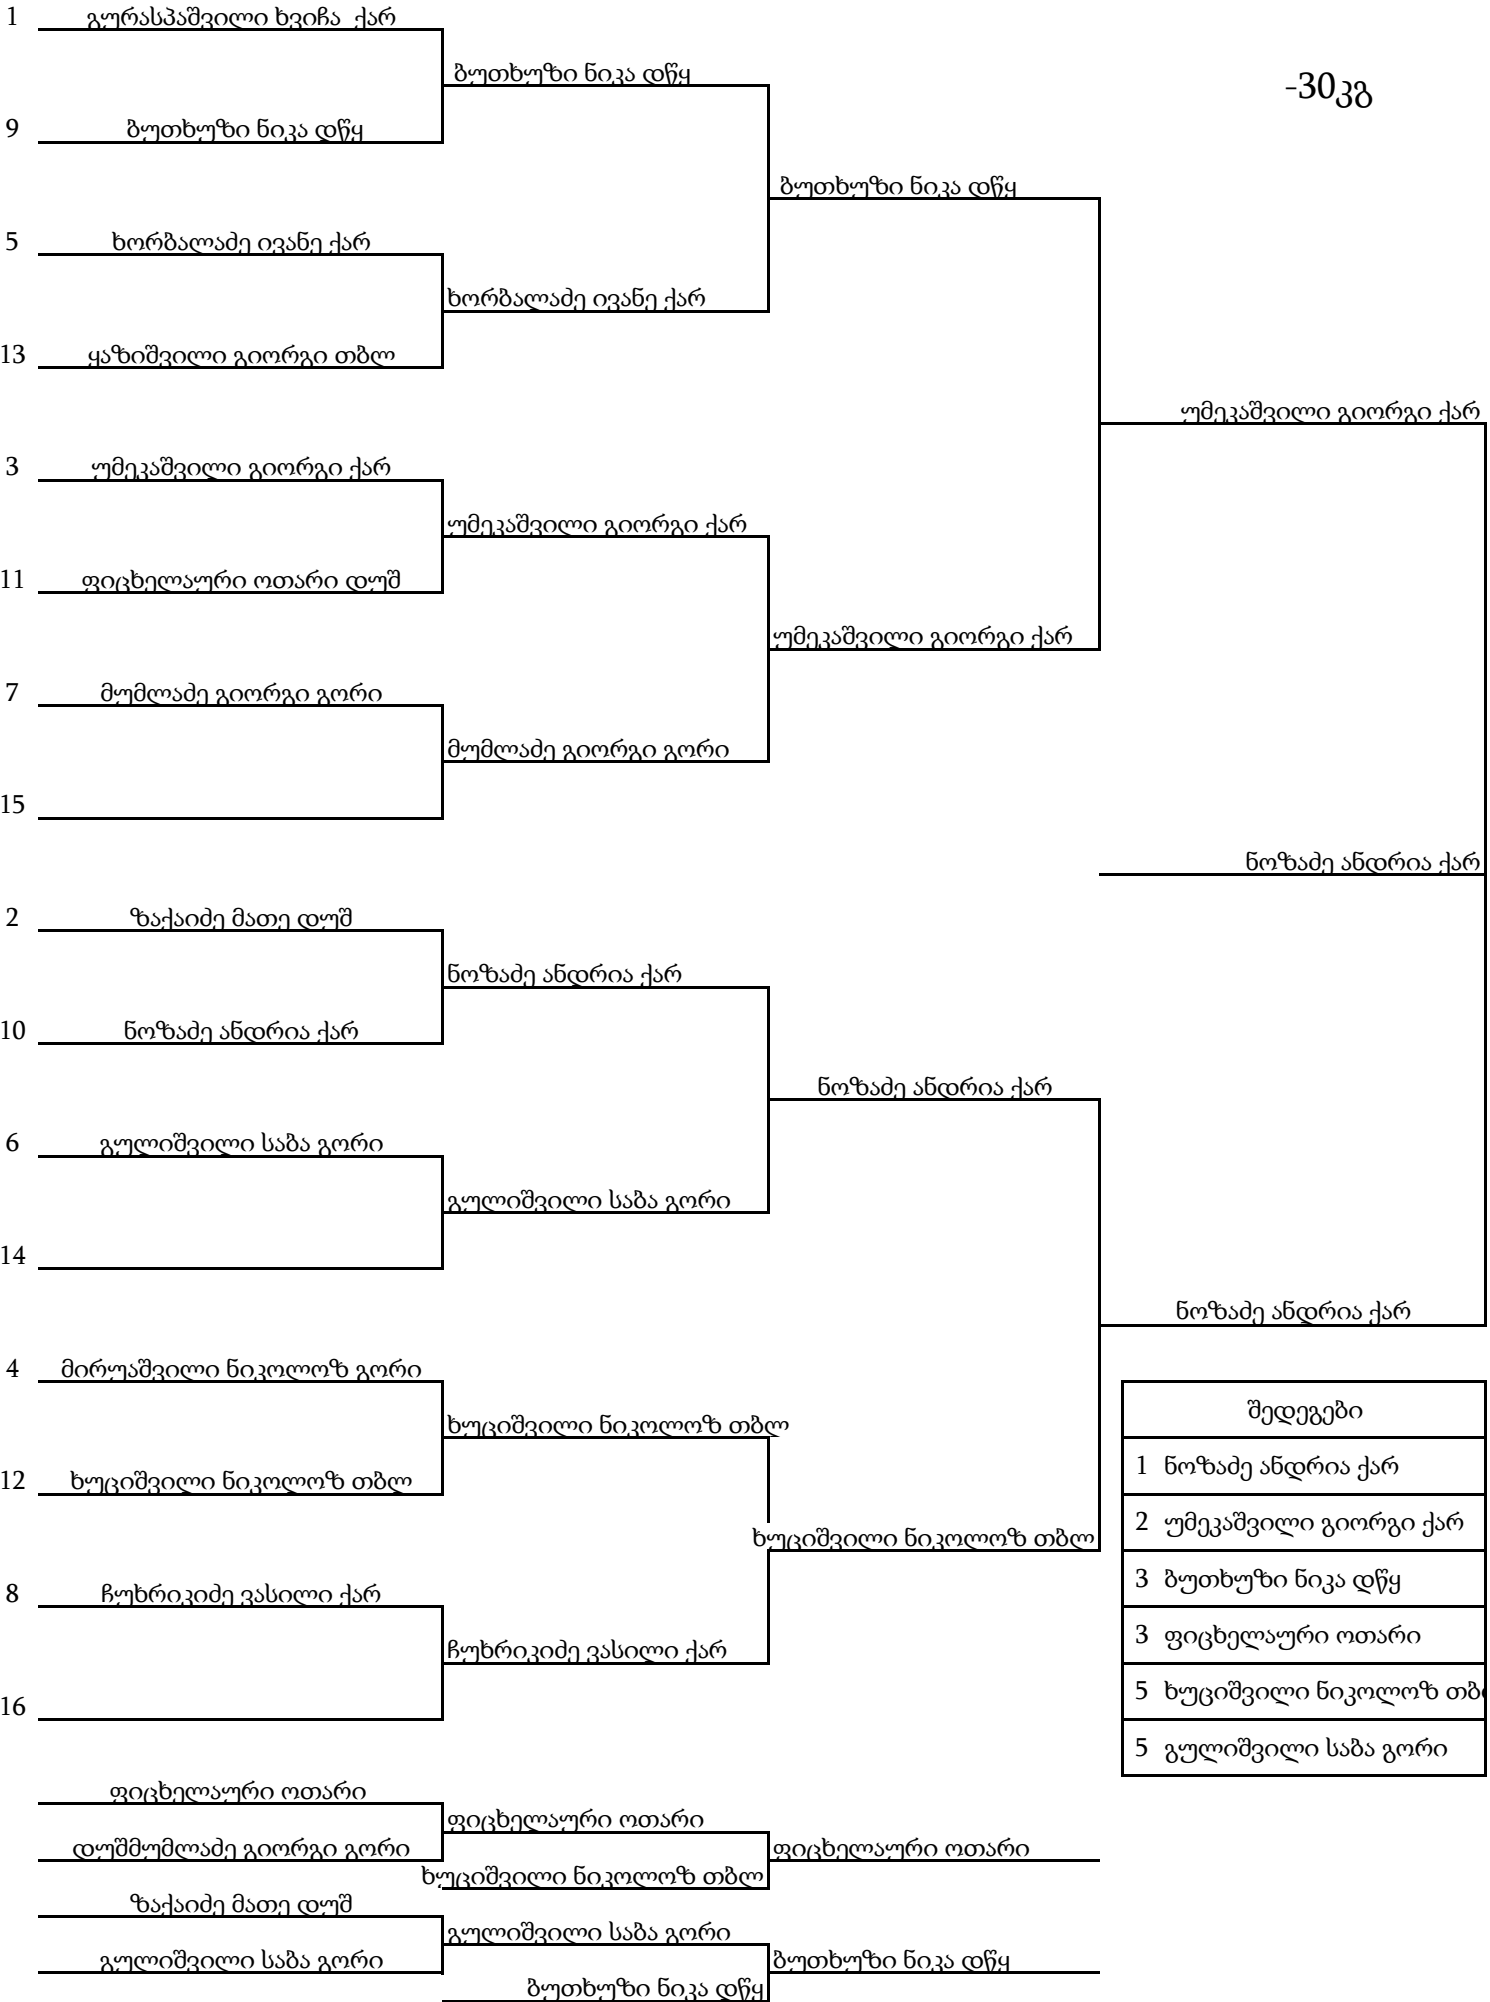 1 გურასპაშვილი ხვიჩა ქარ
ბუთხუზი ნიკა დწყ
-30კგ
9 ბუთხუზი ნიკა დწყ
ბუთხუზი ნიკა დწყ
5 ხორბალაძე ივანე ქარ
ხორბალაძე ივანე ქარ
13 ყაზიშვილი გიორგი თბლ
უმეკაშვილი გიორგი ქარ
3 უმეკაშვილი გიორგი ქარ
უმეკაშვილი გიორგი ქარ
11 ფიცხელაური ოთარი დუშ
უმეკაშვილი გიორგი ქარ
7 მუმლაძე გიორგი გორი
მუმლაძე გიორგი გორი
15
ნოზაძე ანდრია ქარ
2 ზაქაიძე მათე დუშ
ნოზაძე ანდრია ქარ
10 ნოზაძე ანდრია ქარ
ნოზაძე ანდრია ქარ
6 გულიშვილი საბა გორი
გულიშვილი საბა გორი
14
ნოზაძე ანდრია ქარ
4 მირუაშვილი ნიკოლოზ გორი
შედეგები
ხუციშვილი ნიკოლოზ თბლ
1 ნოზაძე ანდრია ქარ
12 ხუციშვილი ნიკოლოზ თბლ
2 უმეკაშვილი გიორგი ქარ
ხუციშვილი ნიკოლოზ თბლ
3 ბუთხუზი ნიკა დწყ
8 ჩუხრიკიძე ვასილი ქარ
3 ფიცხელაური ოთარი
ჩუხრიკიძე ვასილი ქარ
5 ხუციშვილი ნიკოლოზ თბ
16
5 გულიშვილი საბა გორი
ფიცხელაური ოთარი
ფიცხელაური ოთარი
დუშმუმლაძე გიორგი გორი
ფიცხელაური ოთარი
ხუციშვილი ნიკოლოზ თბლ
ზაქაიძე მათე დუშ
გულიშვილი საბა გორი
გულიშვილი საბა გორი
ბუთხუზი ნიკა დწყ
ბუთხუზი ნიკა დწყ